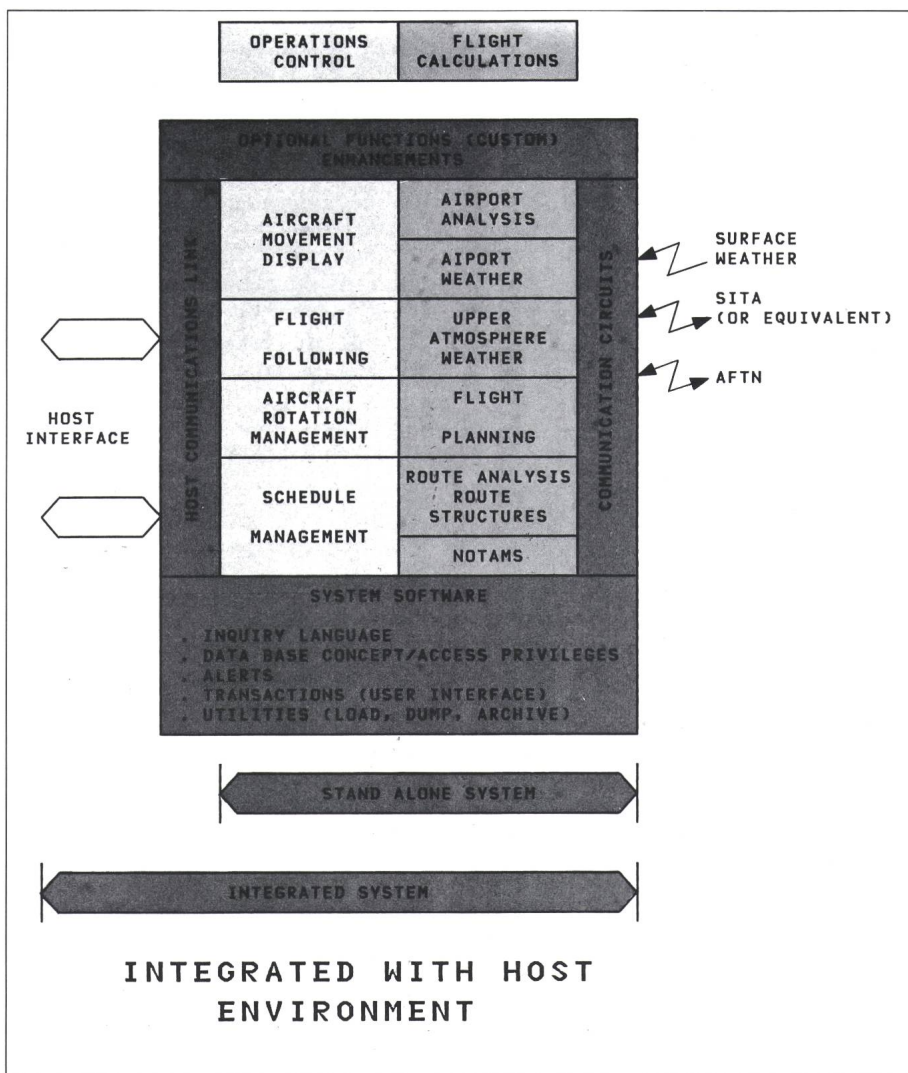 OPERATIONS
CONTROL
FLIGHT
CALCULATIONS
OPTIONAL FUNCTIONS (CUSTOM)
ENHANCEMENTS
HOST COMMUNICATIONS LINK
AIRCRAFT
MOVEMENT
DISPLAY
FLIGHT
FOLLOWING
AIRCRAFT
ROTATION
MANAGEMENT
SCHEDULE
MANAGEMENT
AIRPORT
ANALYSIS
AIPORT
WEATHER
UPPER
ATMOSPHERE
WEATHER
FLIGHT
PLANNING
ROUTE ANALYSIS
ROUTE
STRUCTURES
NOTAMS
COMMUNICATION CIRCUITS
SURFACE
WEATHER
SITA
(OR EQUIVALENT)
AFTN
HOST
INTERFACE
SYSTEM SOFTWARE
. INQUIRY LANGUAGE
. DATA BASE CONCEPT/ACCESS PRIVILEGES
. ALERTS
. TRANSACTIONS (USER INTERFACE)
. UTILITIES (LOAD, DUMP, ARCHIVE)
STAND ALONE SYSTEM
INTEGRATED SYSTEM
INTEGRATED WITH HOST
ENVIRONMENT